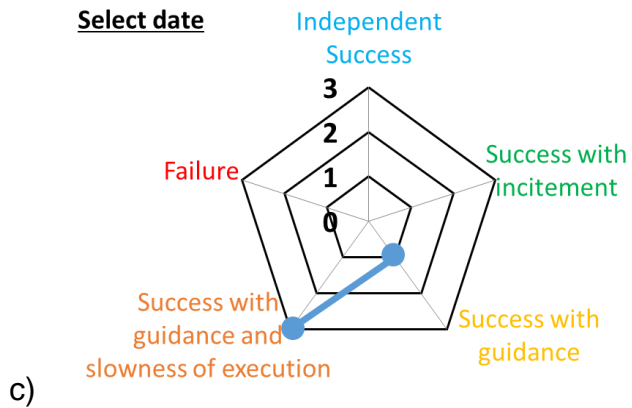 Select date
Independent
Success
3
2
1
0
Failure
Success with
incitement
Success with
guidance and
slowness of execution
Success with
guidance
c)